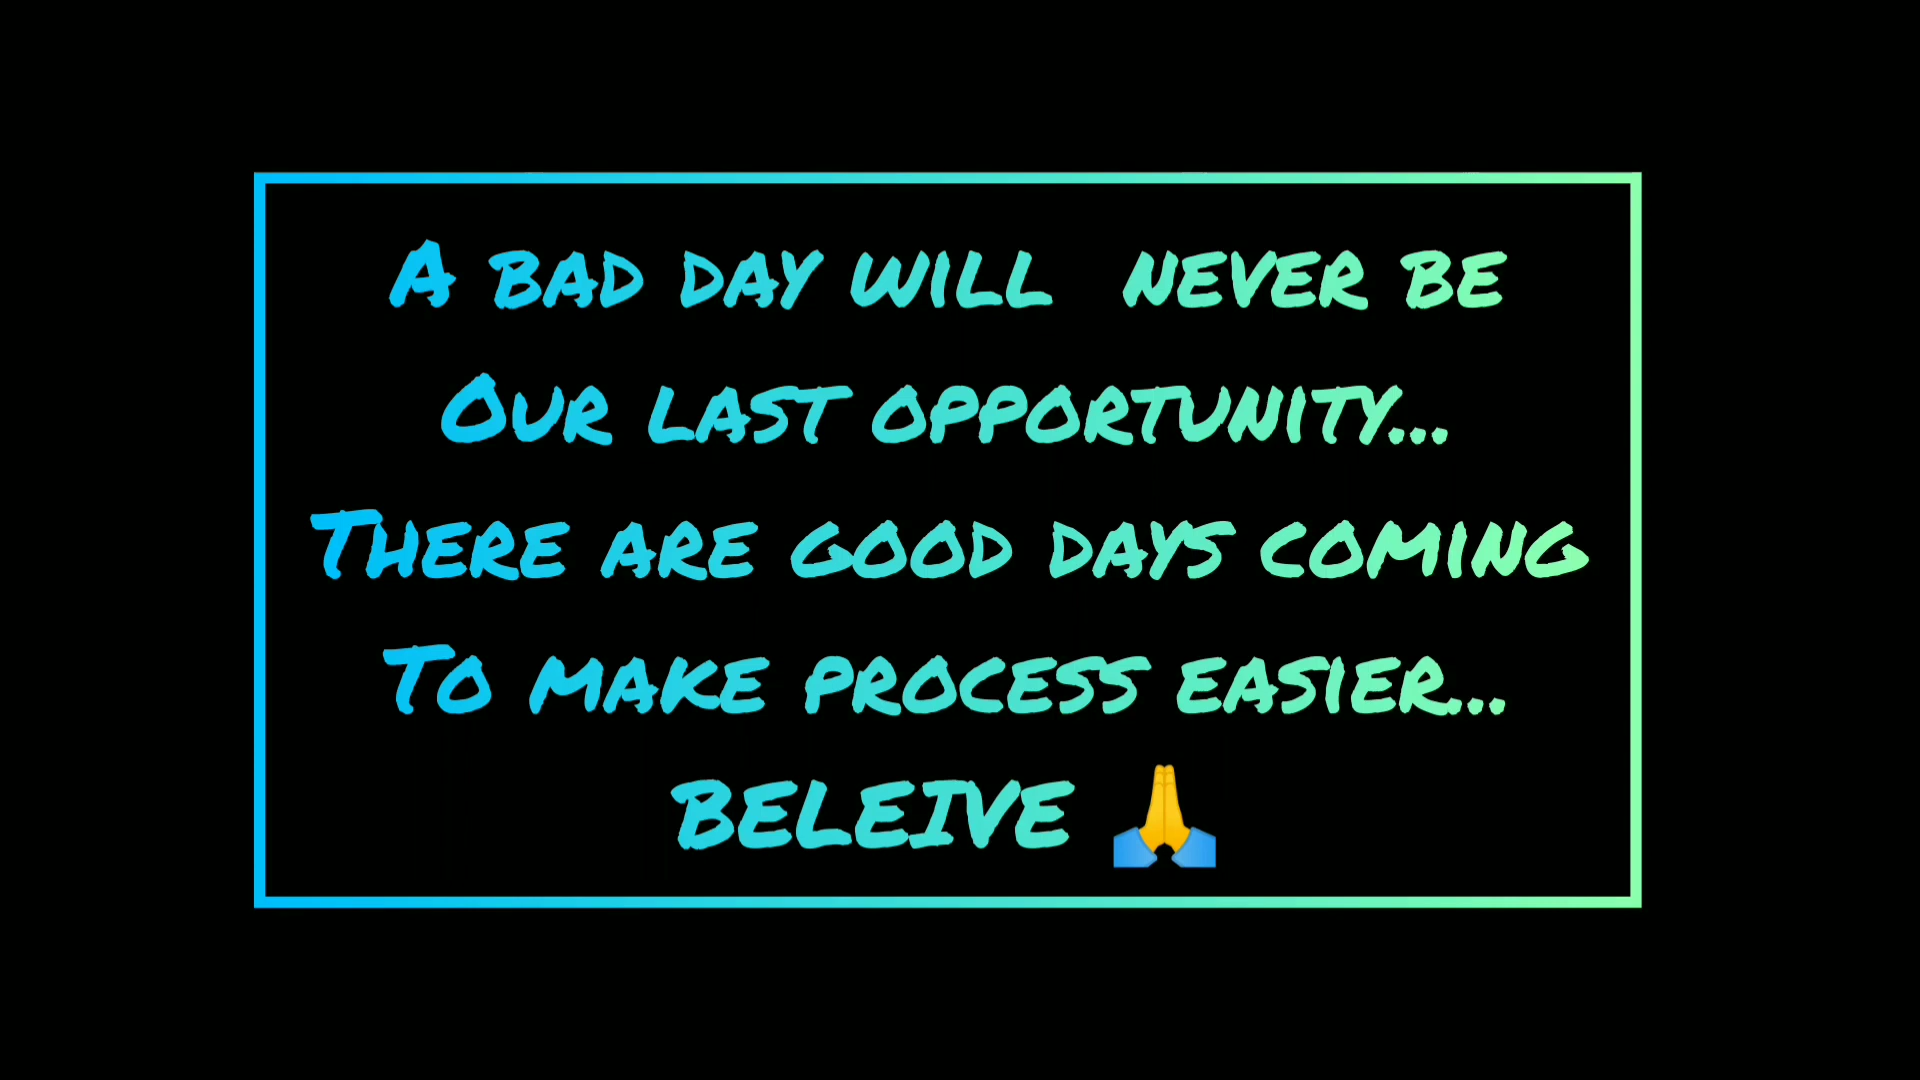 A bad day will  never be
Our last opportunity...
There are good days coming
To make process easier...
BELEIVE 🙏